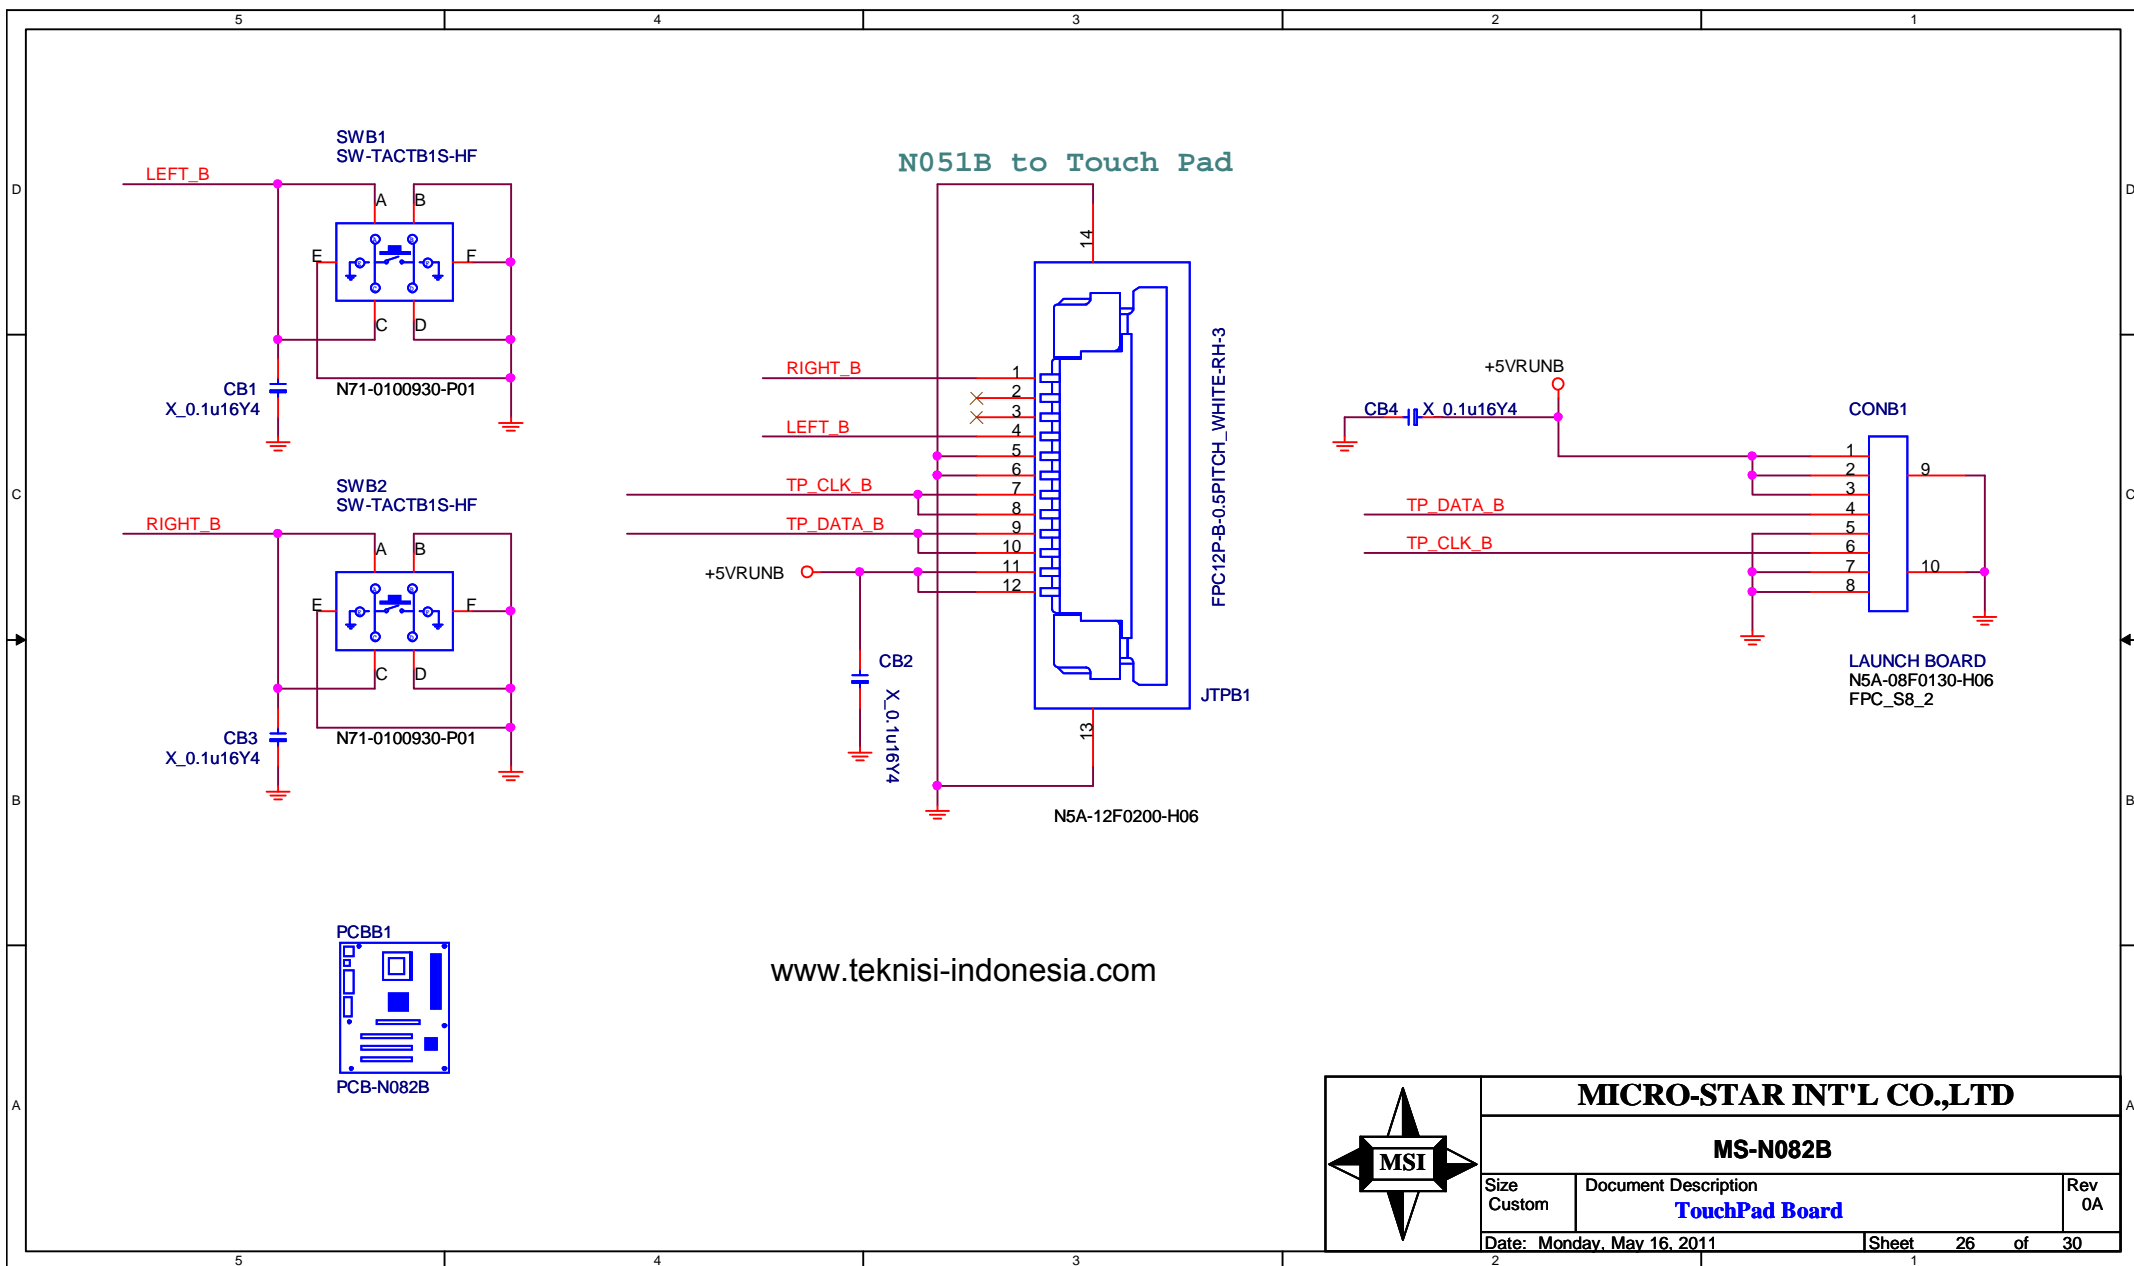 5 4 3 2 1
D D
C C
B B
A A
SWB1
SW-TACTB1S-HF
LEFT_B
A B
E F
C D
CB1
X_0.1u16Y4
N71-0100930-P01
SWB2
SW-TACTB1S-HF
RIGHT_B
A B
E F
C D
CB3
X_0.1u16Y4
N71-0100930-P01
N051B to Touch Pad
14
RIGHT_B 1
2
3
LEFT_B 4
5
6
TP_CLK_B 7
8
TP_DATA_B 9
10
+5VRUNB 11
12
13
CB2
X_0.1u16Y4
FPC12P-B-0.5PITCH_WHITE-RH-3
JTPB1
N5A-12F0200-H06
+5VRUNB
CB4 X_0.1u16Y4
CONB1
1
2
3
TP_DATA_B 4
5
TP_CLK_B 6
7
8
9
10
LAUNCH BOARD
N5A-08F0130-H06
FPC_S8_2
PCBB1
PCB-N082B
www.teknisi-indonesia.com
MSI
MICRO-STAR INT'L CO.,LTD
MS-N082B
Size
Custom
Document Description
TouchPad Board
Rev
0A
Date: Monday, May 16, 2011
Sheet 26 of 30
5 4 3 2 1